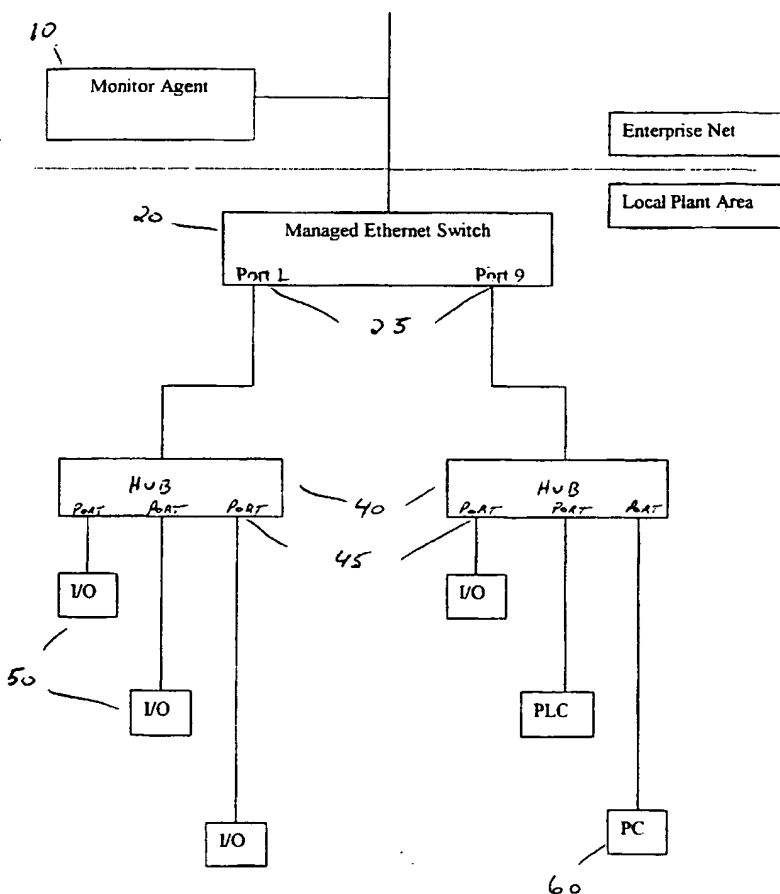 10
Monitor Agent
Enterprise Net
Local Plant Area
20
Managed Ethernet Switch
Port 1 Port 9
25
HUB
HUB
40
PORT PORT PORT
PORT PORT PORT
45
I/O
I/O
50
I/O
PLC
I/O
PC
60